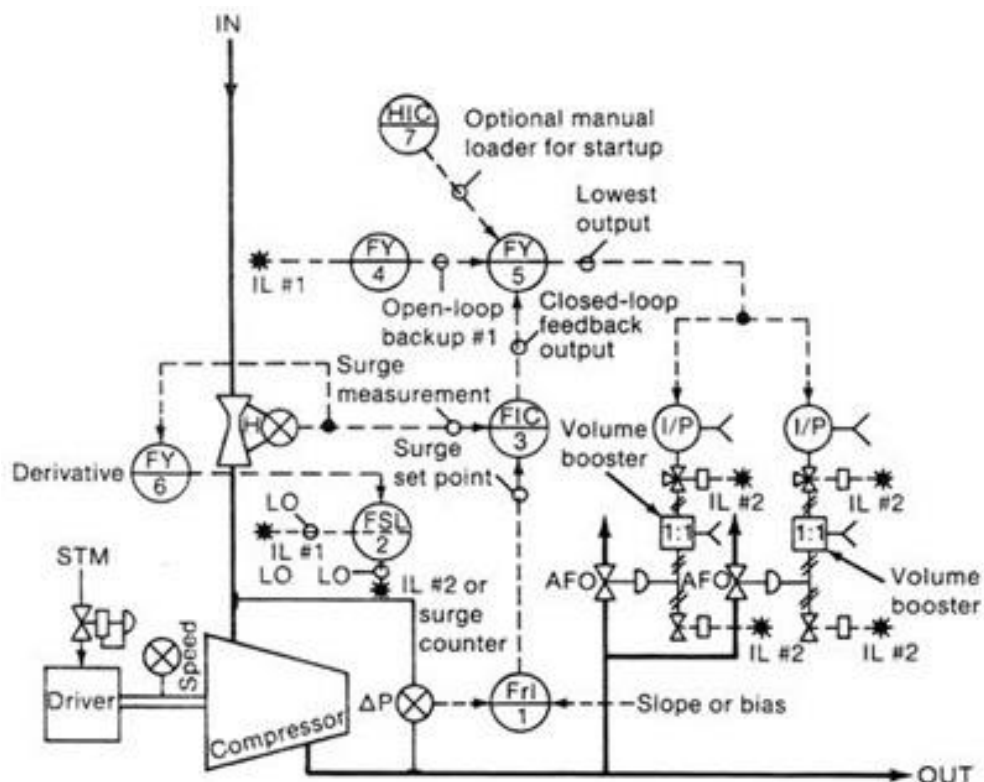 IN
HIC
7
Optional manual
loader for startup
Lowest
output
FY
4
FY
5
IL #1
Open-loop
backup #1
Closed-loop
feedback
output
Surge
measurement
H
FIC
3
I/P
I/P
Volume
booster
Derivative
FY
6
Surge
set point
IL #2
IL #2
LO
FSL
2
IL #1
LO
LO
1:1
1:1
STM
IL #2 or
surge
counter
AFO
AFO
Volume
booster
Speed
IL #2
IL #2
Driver
Compressor
ΔP
FrI
1
Slope or bias
OUT